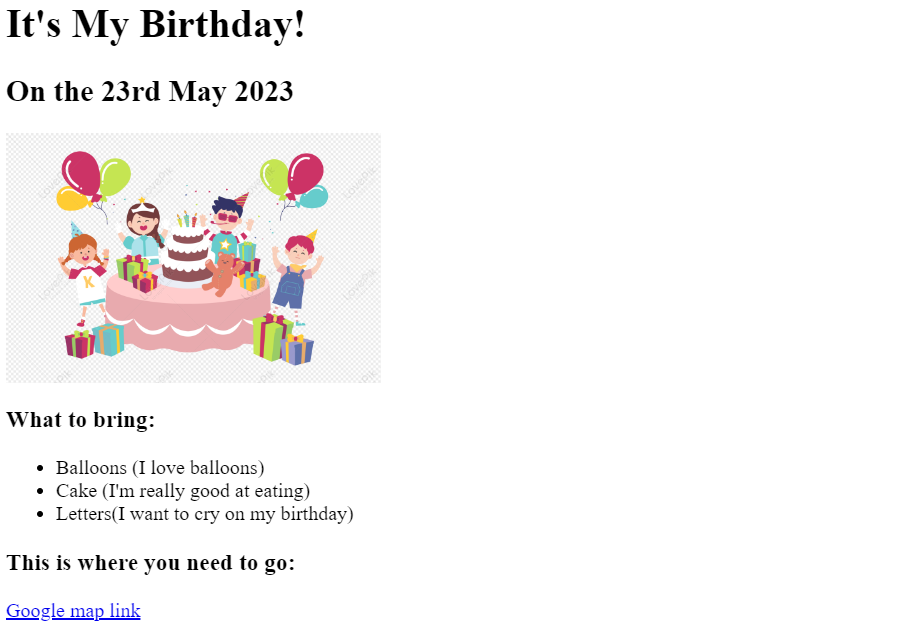 It's My Birthday!
On the 23rd May 2023
K
What to bring:
Balloons (I love balloons)
Cake (I'm really good at eating)
Letters(I want to cry on my birthday)
This is where you need to go:
Google map link